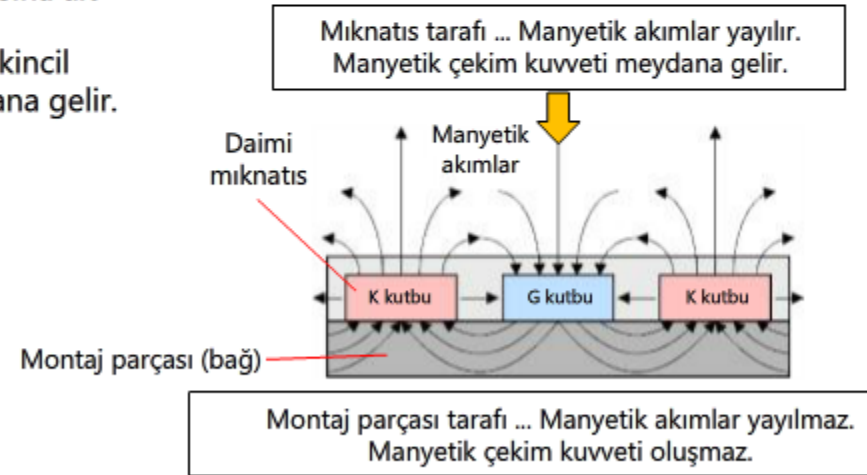 kincil
ana gelir.
Mıknatıs tarafı ... Manyetik akımlar yayılır.
Manyetik çekim kuvveti meydana gelir.
Daimi
mıknatıs
Manyetik
akımlar
K kutbu
G kutbu
K kutbu
Montaj parçası (bağ)
Montaj parçası tarafı ... Manyetik akımlar yayılmaz.
Manyetik çekim kuvveti oluşmaz.